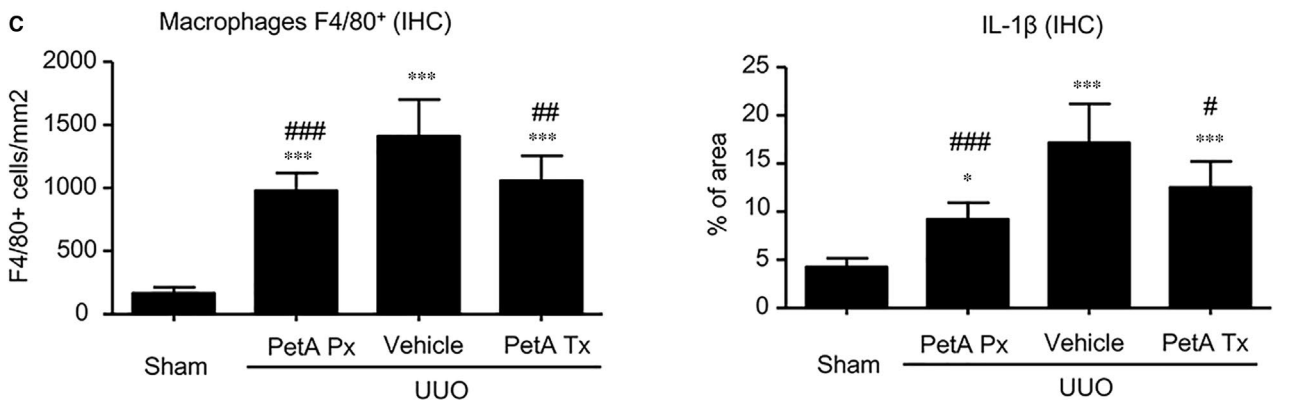 C
Macrophages F4/80+ (IHC)
F4/80+ cells/mm2
2000
1500
1000
500
0
###
***
***
##
***
Sham
PetA Px
Vehicle
PetA Tx
UUO
IL-1β (IHC)
% of area
25
20
15
10
5
0
###
*
***
#
***
Sham
PetA Px
Vehicle
PetA Tx
UUO